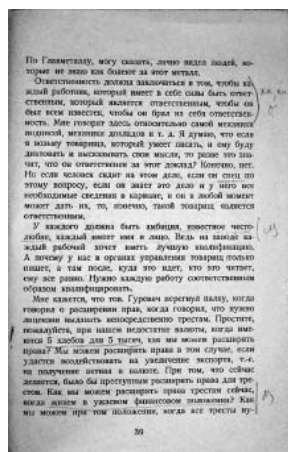 По Главметаллу, могу сказать, лично видел людей, ко-
торые не знаю как болеют за этот металл.
Ответственность должна заключаться в том, чтобы ка-
ждый работник, который имеет в себе силы быть ответ-
ственным, который является ответственным, чтобы он
был всем известен, чтобы он брал на себя ответствен-
ность. Мне говорят здесь относительно самой механики
подписей, механики докладов и т. д. Я думаю, что если
я возьму товарища, который умеет писать, и ему буду
диктовать и высказывать свои мысли, то разве это зна-
чит, что он ответственен за этот доклад? Конечно, нет.
Но если человек сидит на этом деле, если он спец по
этому вопросу, если он знает это дело и у него все
необходимые сведения в кармане, и он в любой момент
может дать их, то, конечно, такой товарищ является
ответственным.
У каждого должна быть амбиция, известное често-
любие, каждый имеет имя и лицо. Ведь на заводе ка-
ждый рабочий хочет иметь лучшую квалификацию.
А почему у нас в органах управления товарищ только
пишет, а там после, куда это идет, кто это читает,
ему все равно. Нужно каждую работу соответственным
образом квалифицировать.
Мне кажется, что тов. Гуревич перегнул палку, когда
говорил о расширении прав, когда говорил, что нужно
лицензии выдавать непосредственно трестам. Простите,
пожалуйста, при нашем недостатке валюты, когда име-
ются 5 хлебов для 5 тысяч, как мы можем расширять
права? Мы можем расширить права в том случае, если
удастся воздействовать на увеличение экспорта, т.-е.
на получение актива в валюте. При том, что сейчас
делается, было бы преступным расширять права для тре-
стов. Как мы можем расширять права трестам сейчас,
когда живем в ужасном финансовом положении? Как
мы можем при том положении, когда все тресты ну-
39